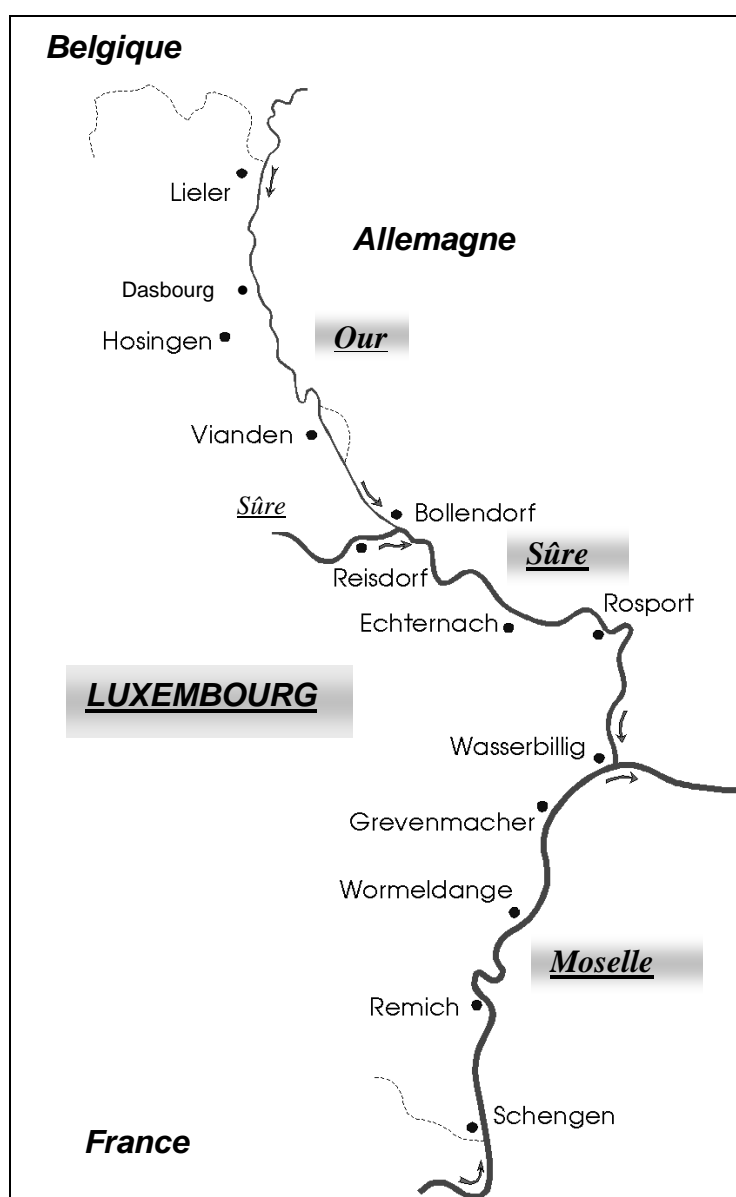 Belgique
Lieler
Allemagne
Dasbourg
Hosingen
Our
Vianden
Sûre
Bollendorf
Sûre
Reisdorf
Rosport
Echternach
LUXEMBOURG
Wasserbillig
Grevenmacher
Wormeldange
Moselle
Remich
Schengen
France